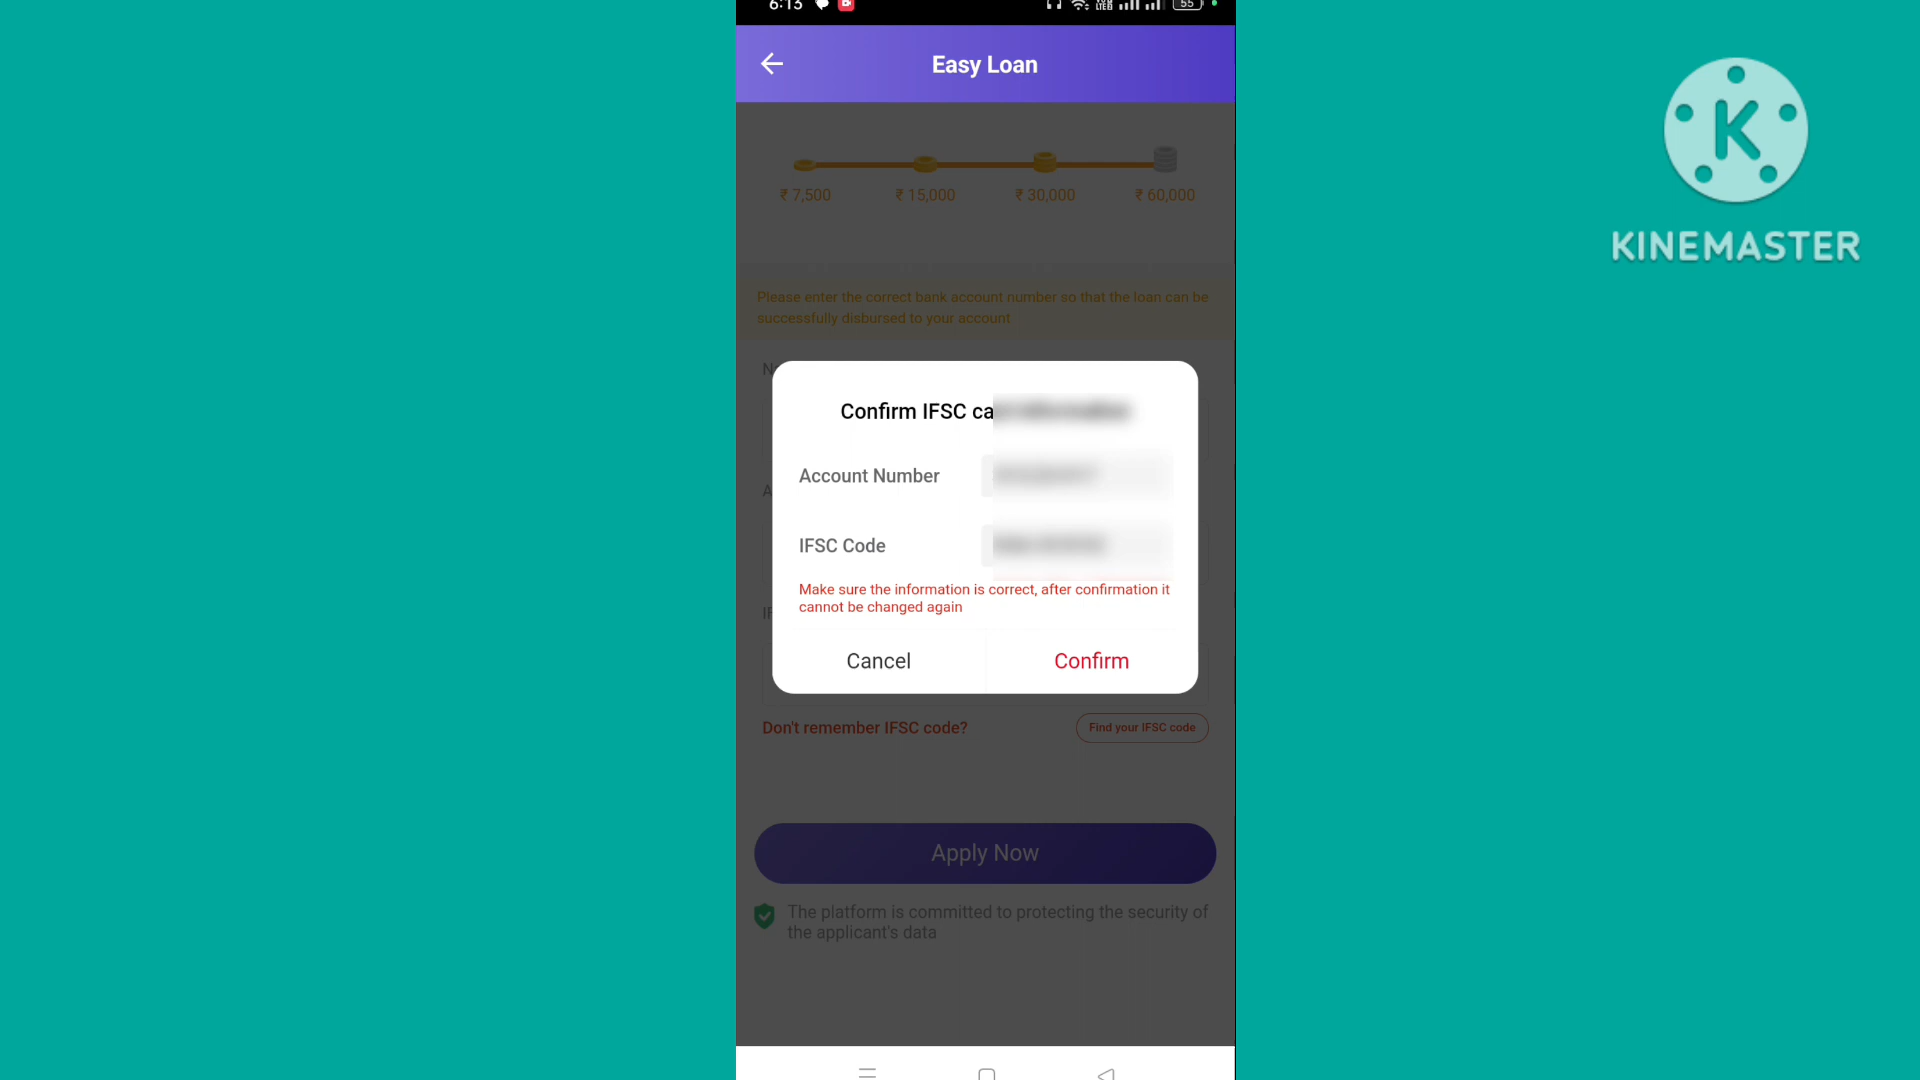 6:13
55
Easy Loan
₹ 7,500 ₹ 15,000 ₹ 30,000 ₹ 60,000
Please enter the correct bank account number so that the loan can be
successfully disbursed to your account
Confirm IFSC ca
Account Number
IFSC Code
Make sure the information is correct, after confirmation it
cannot be changed again
Cancel Confirm
Don't remember IFSC code? Find your IFSC code
Apply Now
The platform is committed to protecting the security of
the applicant's data
K
KINEMASTER